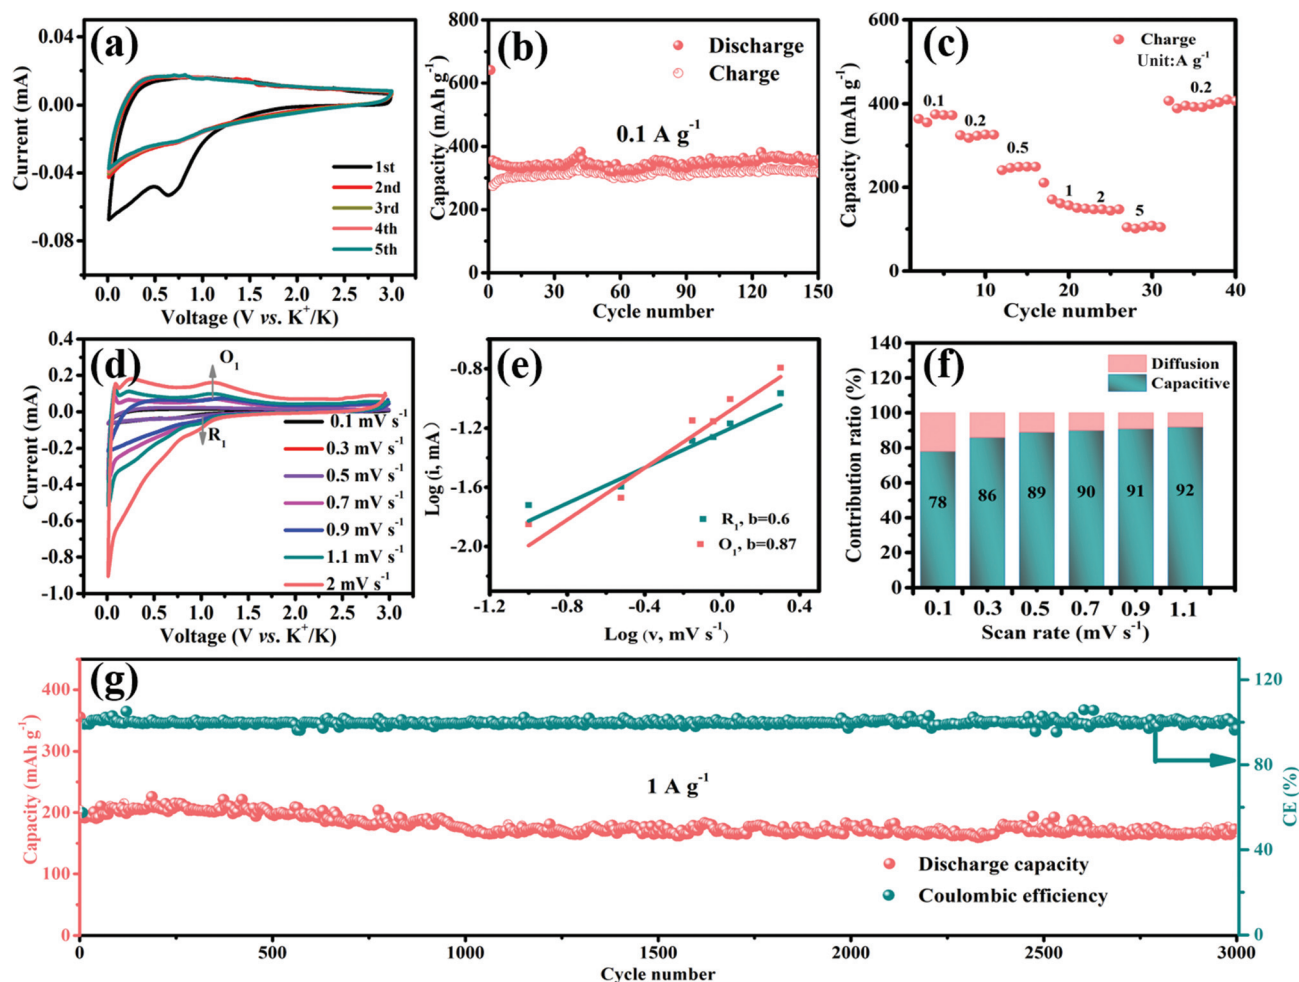 (a)
0.04
0.00
-0.04
-0.08
Current (mA)
1st
2nd
3rd
4th
5th
0.0 0.5 1.0 1.5 2.0 2.5 3.0
Voltage (V vs. K⁺/K)
(b)
800
600
400
200
0
Capacity (mAh g⁻¹)
Discharge
Charge
0.1 A g⁻¹
0 30 60 90 120 150
Cycle number
(c)
600
400
200
0
Capacity (mAh g⁻¹)
Charge
Unit:A g⁻¹
0.1
0.2
0.5
1
2
5
0.2
10 20 30 40
Cycle number
(d)
0.4
0.2
0.0
-0.2
-0.4
-0.6
-0.8
-1.0
Current (mA)
O₁
R₁
0.1 mV s⁻¹
0.3 mV s⁻¹
0.5 mV s⁻¹
0.7 mV s⁻¹
0.9 mV s⁻¹
1.1 mV s⁻¹
2 mV s⁻¹
0.0 0.5 1.0 1.5 2.0 2.5 3.0
Voltage (V vs. K⁺/K)
(e)
-0.8
-1.2
-1.6
-2.0
Log (i, mA)
R₁, b=0.6
O₁, b=0.87
-1.2 -0.8 -0.4 0.0 0.4
Log (v, mV s⁻¹)
(f)
140
120
100
80
60
40
20
0
Contribution ratio (%)
Diffusion
Capacitive
78 86 89 90 91 92
0.1 0.3 0.5 0.7 0.9 1.1
Scan rate (mV s⁻¹)
(g)
400
300
200
100
0
Capacity (mAh g⁻¹)
1 A g⁻¹
Discharge capacity
Coulombic efficiency
120
80
40
0
CE (%)
0 500 1000 1500 2000 2500 3000
Cycle number